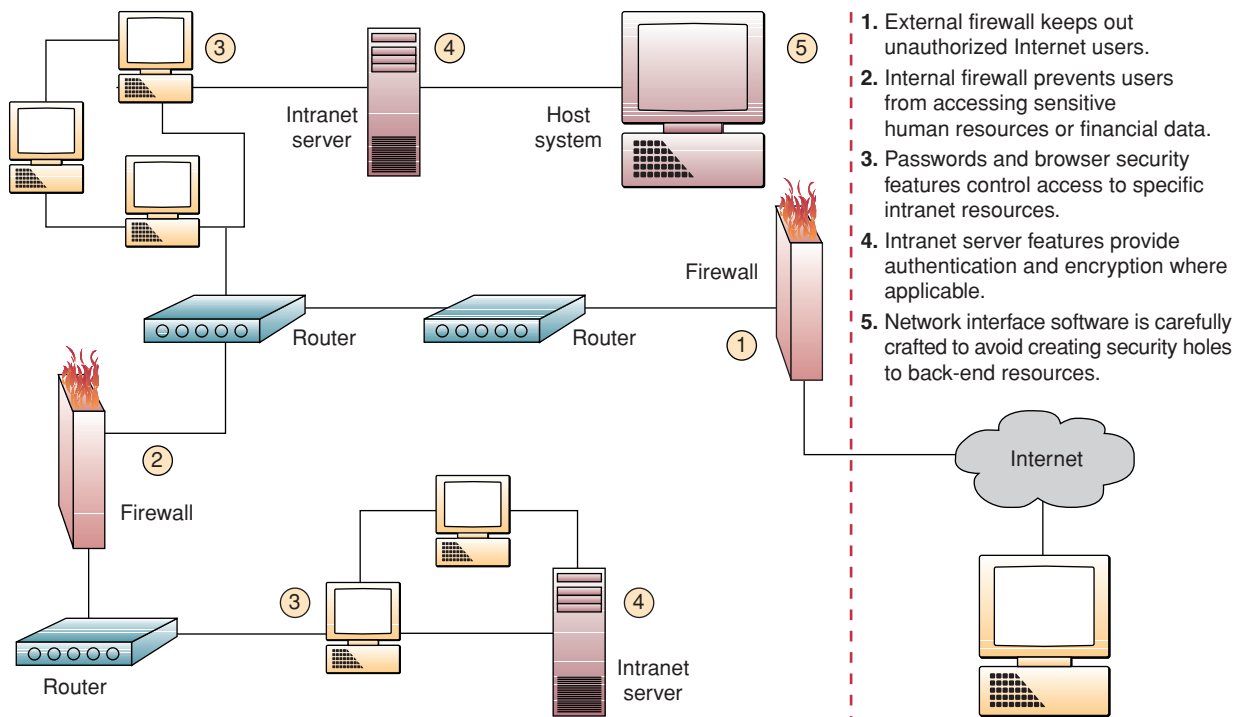 3
4
5
Intranet
server
Host
system
Firewall
Router
Router
1
2
Firewall
3
4
Router
Intranet
server
1. External firewall keeps out
unauthorized Internet users.
2. Internal firewall prevents users
from accessing sensitive
human resources or financial data.
3. Passwords and browser security
features control access to specific
intranet resources.
4. Intranet server features provide
authentication and encryption where
applicable.
5. Network interface software is carefully
crafted to avoid creating security holes
to back-end resources.
Internet